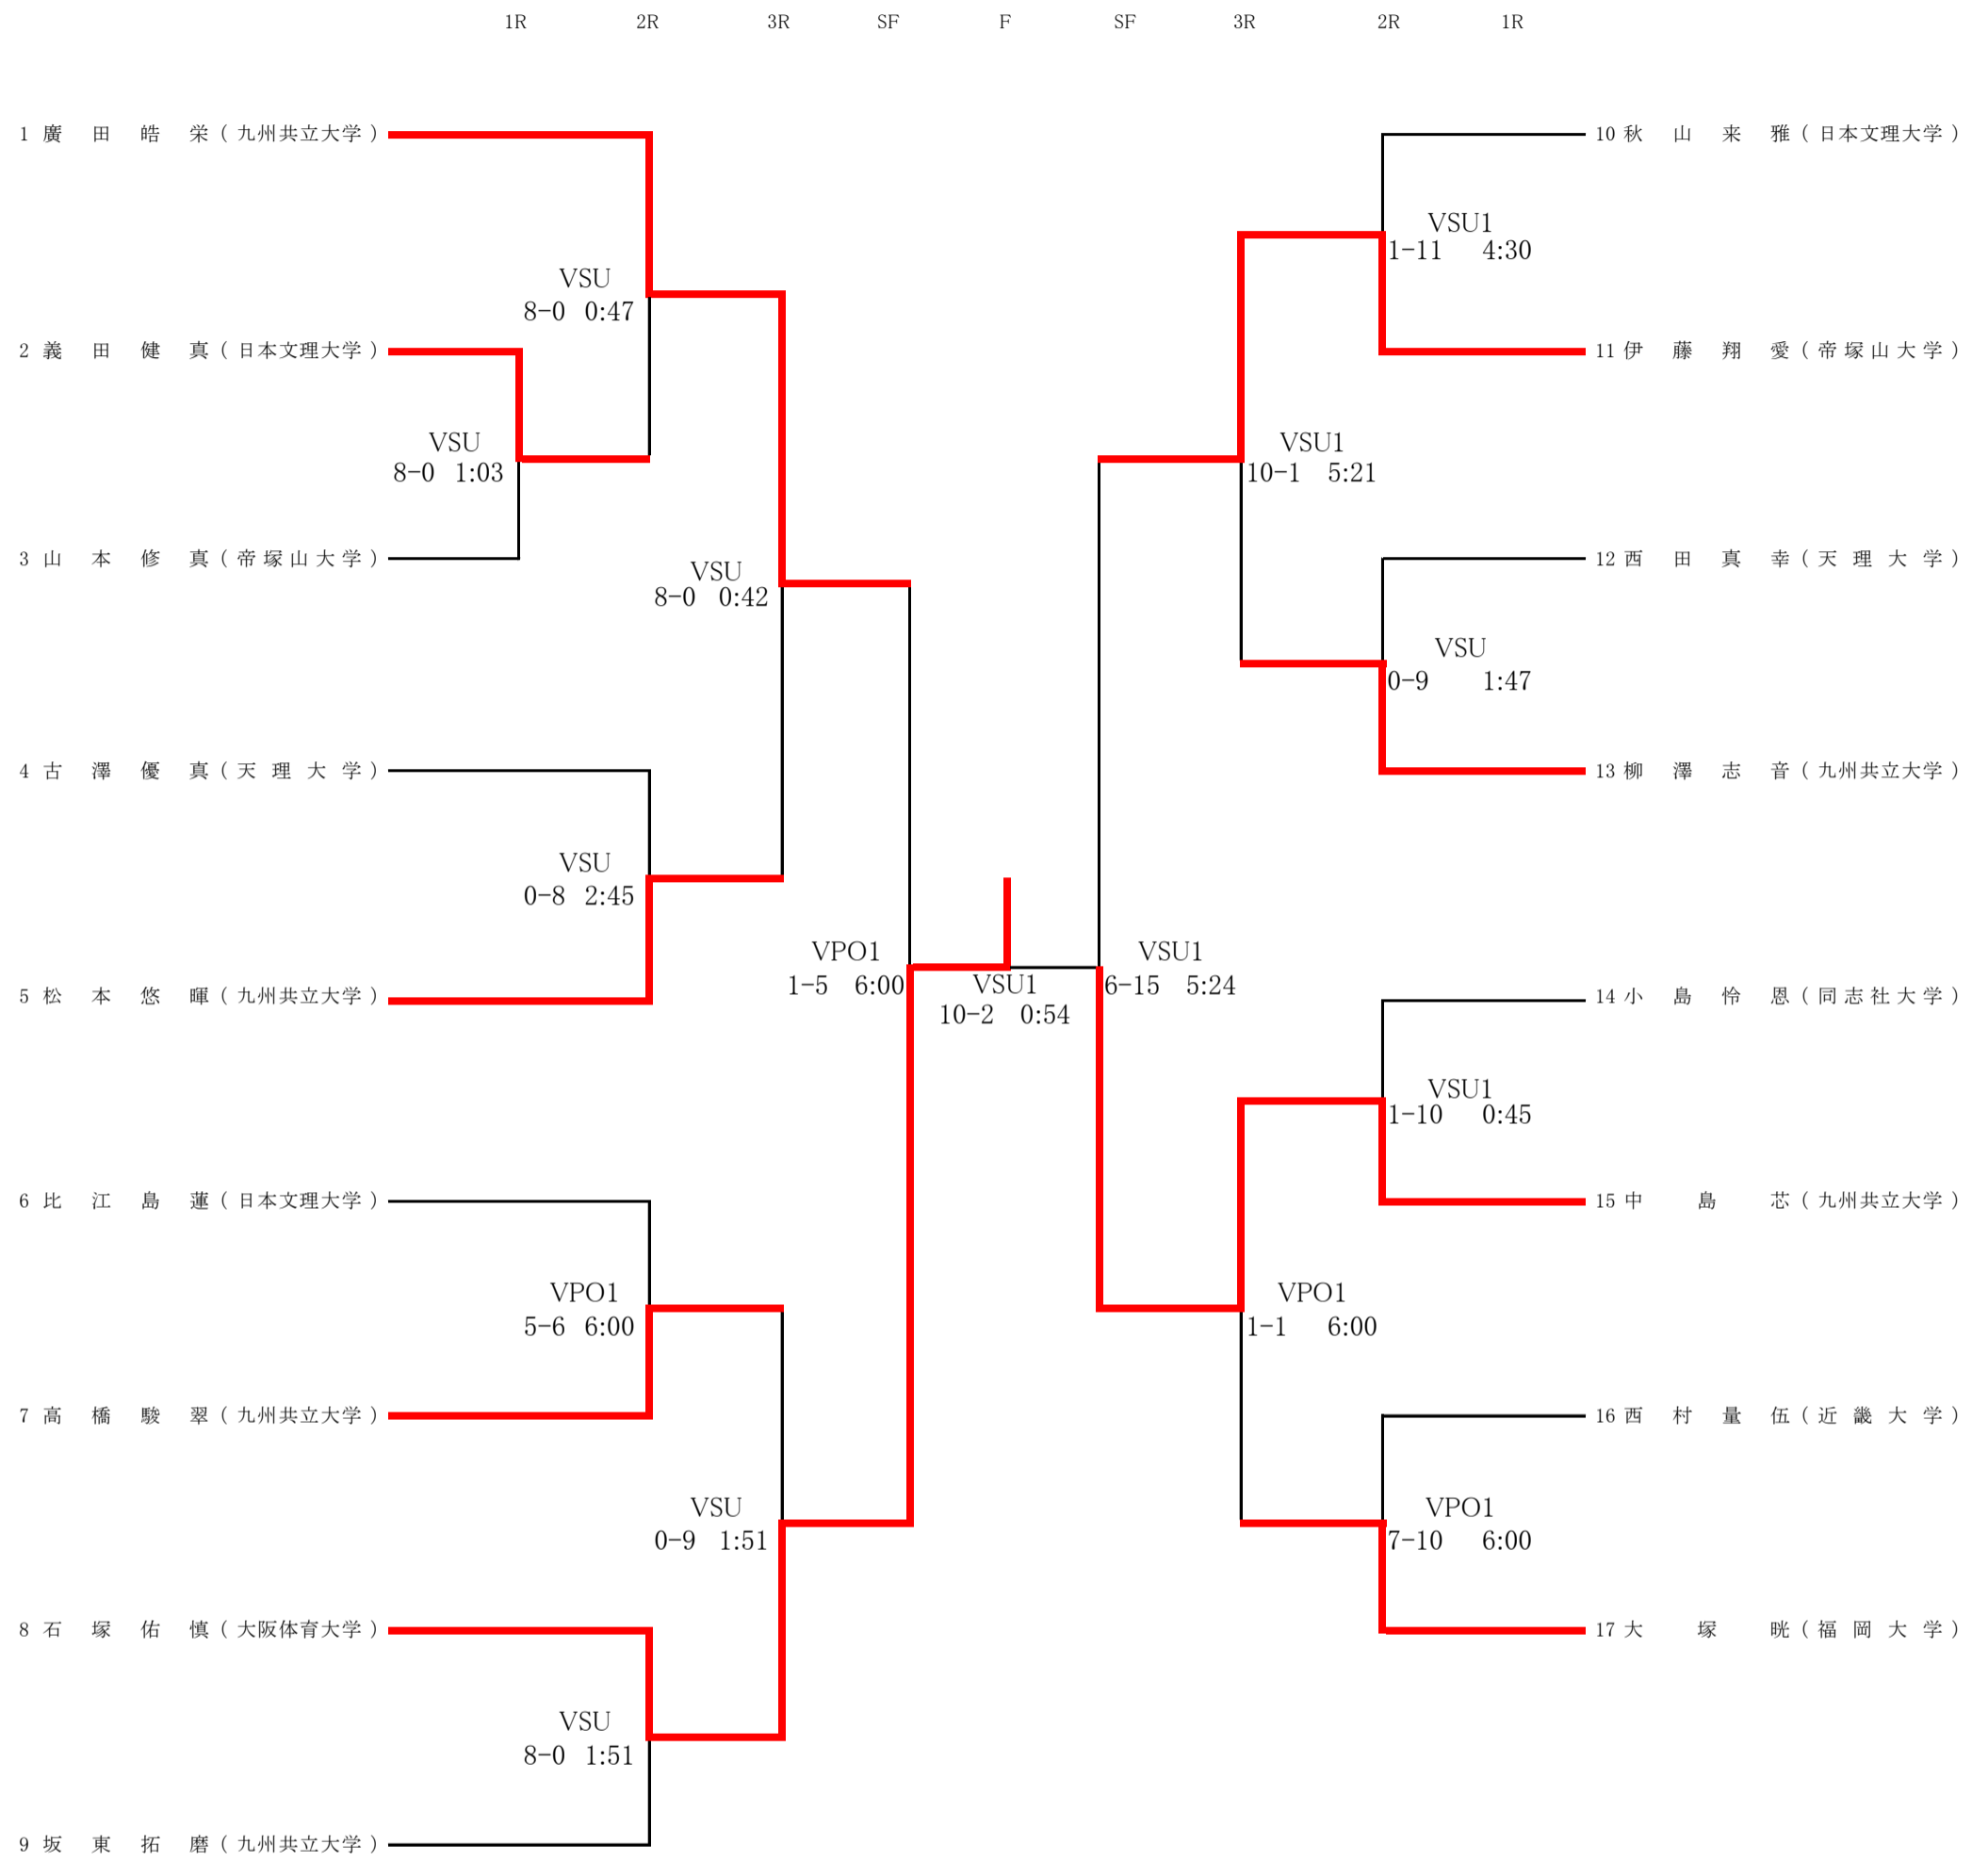 1R 2R 3R SF F SF 3R 2R 1R
1 廣田皓栄(九州共立大学)
10 秋山来雅(日本文理大学)
VSU1
1-11 4:30
VSU
8-0 0:47
2 義田健真(日本文理大学)
11 伊藤翔愛(帝塚山大学)
VSU
8-0 1:03
VSU1
10-1 5:21
3 山本修真(帝塚山大学)
12 西田真幸(天理大学)
VSU
8-0 0:42
VSU
0-9 1:47
4 古澤優真(天理大学)
13 柳澤志音(九州共立大学)
VSU
0-8 2:45
VPO1
1-5 6:00
VSU1
10-2 0:54
VSU1
6-15 5:24
5 松本悠暉(九州共立大学)
14 小島怜恩(同志社大学)
VSU1
1-10 0:45
6 比江島蓮(日本文理大学)
15 中島芯(九州共立大学)
VPO1
5-6 6:00
VPO1
1-1 6:00
7 高橋駿翠(九州共立大学)
16 西村量伍(近畿大学)
VSU
0-9 1:51
VPO1
7-10 6:00
8 石塚佑慎(大阪体育大学)
17 大塚晄(福岡大学)
VSU
8-0 1:51
9 坂東拓磨(九州共立大学)